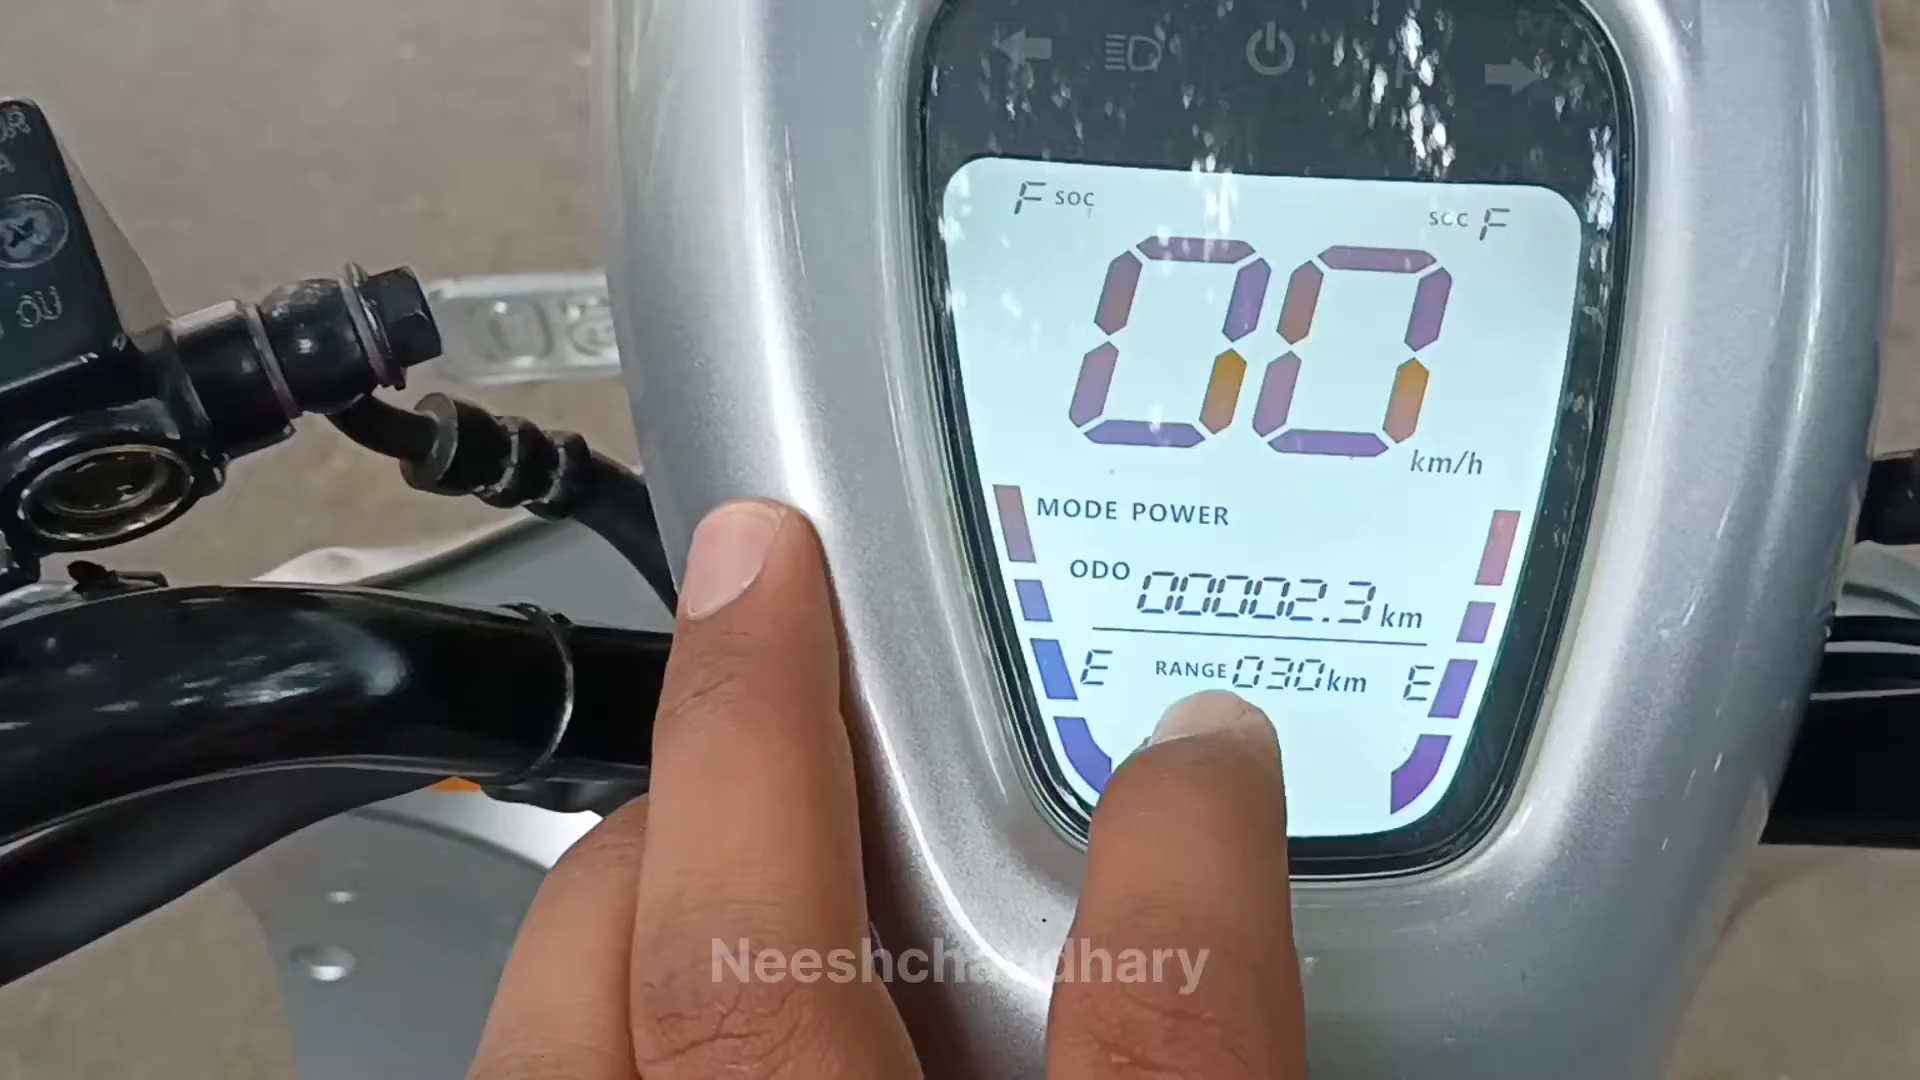 F SOC
SOC F
00
km/h
MODE POWER
ODO 00002.3 km
E RANGE 030 km E
Neeshchaudhary